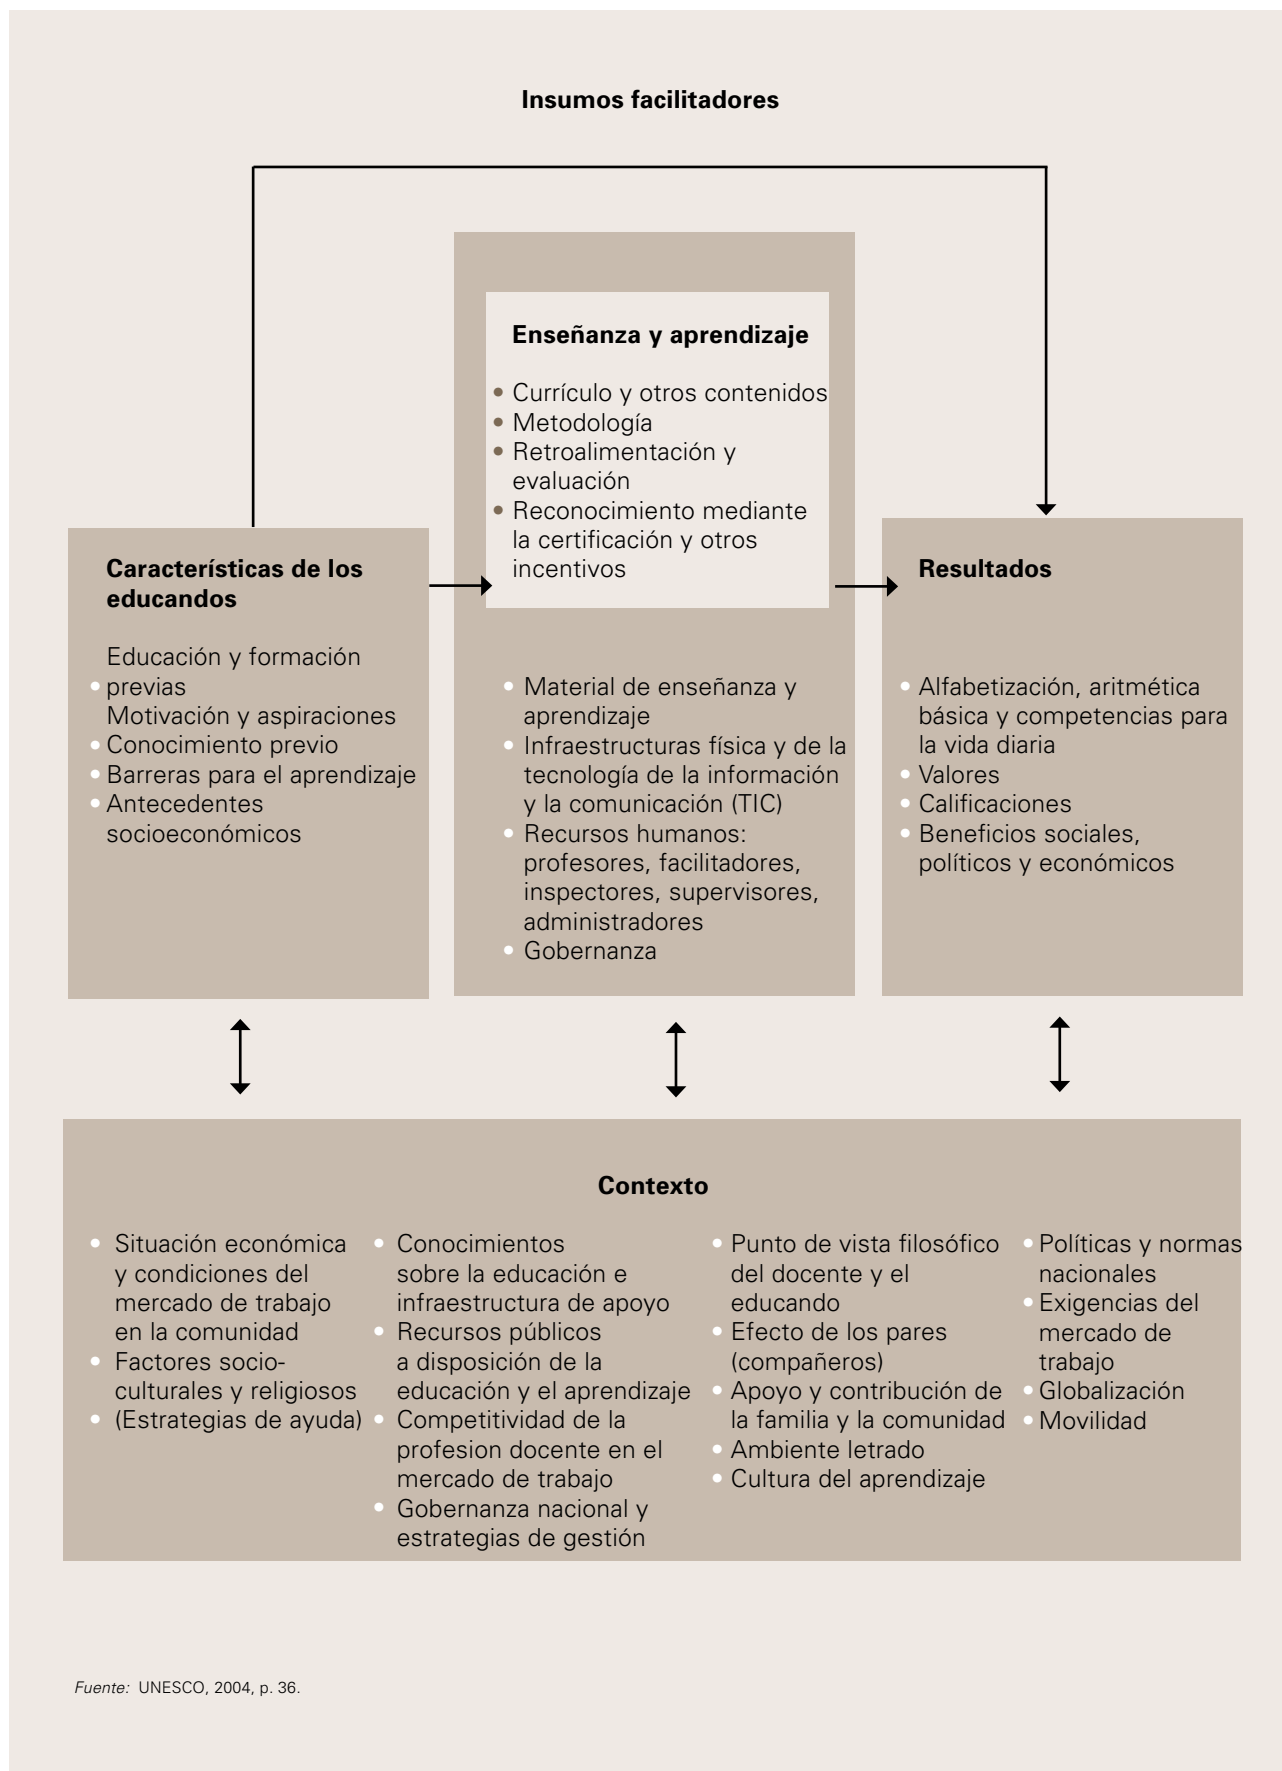 Insumos facilitadores
Enseñanza y aprendizaje
• Currículo y otros contenidos
• Metodología
• Retroalimentación y
evaluación
• Reconocimiento mediante
la certificación y otros
incentivos
Características de los
educandos
Educación y formación
• previas
Motivación y aspiraciones
• Conocimiento previo
• Barreras para el aprendizaje
• Antecedentes
socioeconómicos
• Material de enseñanza y
aprendizaje
• Infraestructuras física y de la
tecnología de la información
y la comunicación (TIC)
• Recursos humanos:
profesores, facilitadores,
inspectores, supervisores,
administradores
• Gobernanza
Resultados
• Alfabetización, aritmética
básica y competencias para
la vida diaria
• Valores
• Calificaciones
• Beneficios sociales,
políticos y económicos
Contexto
• Situación económica
y condiciones del
mercado de trabajo
en la comunidad
• Factores socio-
culturales y religiosos
• (Estrategias de ayuda)
• Conocimientos
sobre la educación e
infraestructura de apoyo
• Recursos públicos
a disposición de la
educación y el aprendizaje
• Competitividad de la
profesion docente en el
mercado de trabajo
• Gobernanza nacional y
estrategias de gestión
• Punto de vista filosófico
del docente y el
educando
• Efecto de los pares
(compañeros)
• Apoyo y contribución de
la familia y la comunidad
• Ambiente letrado
• Cultura del aprendizaje
• Políticas y normas
nacionales
• Exigencias del
mercado de
trabajo
• Globalización
• Movilidad
Fuente: UNESCO, 2004, p. 36.